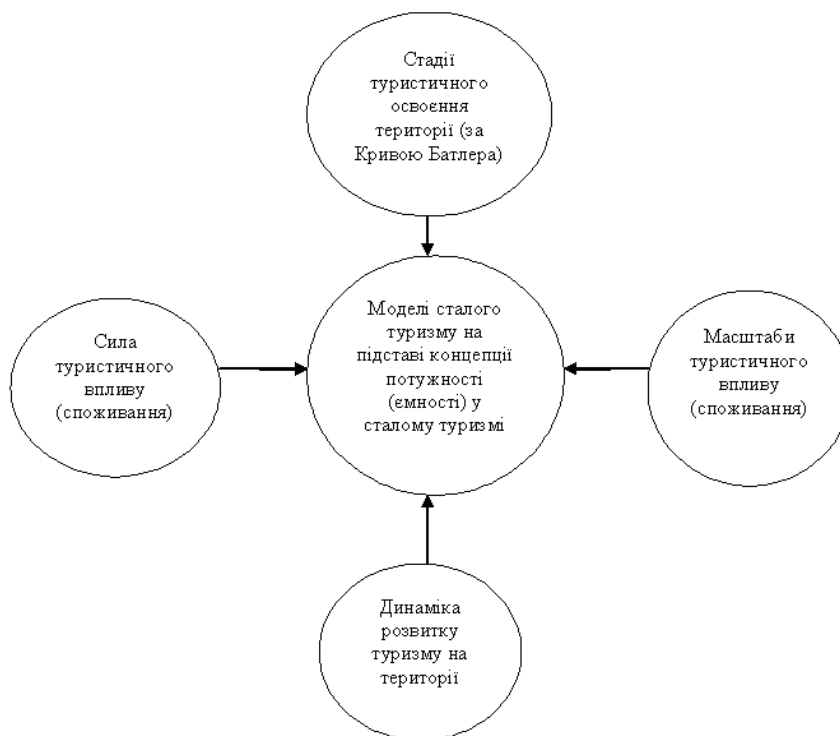 Стадії
туристичного
освоєння
території (за
Кривою Батлера)
Моделі сталого
туризму на
підставі концепції
потужності
(ємності) у
сталому туризмі
Сила
туристичного
впливу
(споживання)
Масштаби
туристичного
впливу
(споживання)
Динаміка
розвитку
туризму на
території